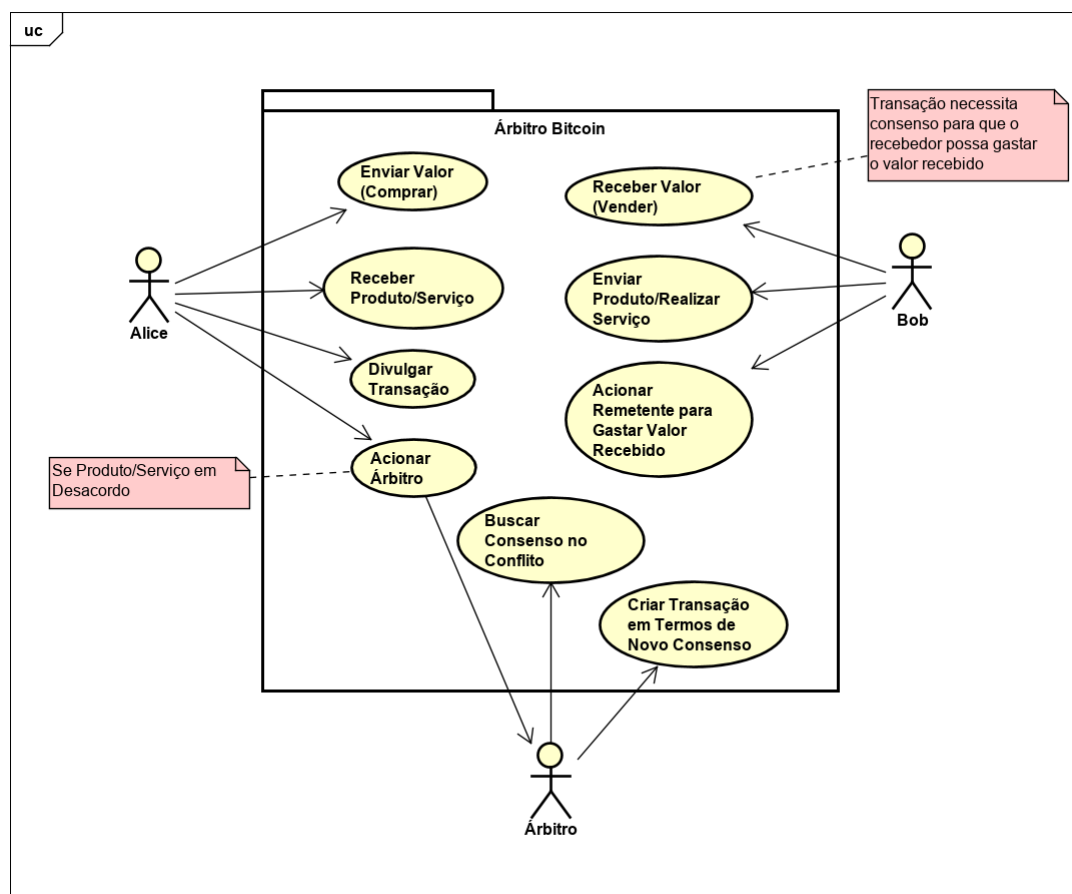 uc
Árbitro Bitcoin
Transação necessita
consenso para que o
recebedor possa gastar
o valor recebido
Enviar Valor
(Comprar)
Receber Valor
(Vender)
Alice
Receber
Produto/Serviço
Enviar
Produto/Realizar
Serviço
Bob
Divulgar
Transação
Acionar
Remetente para
Gastar Valor
Recebido
Se Produto/Serviço em
Desacordo
Acionar
Árbitro
Buscar
Consenso no
Conflito
Criar Transação
em Termos de
Novo Consenso
Árbitro